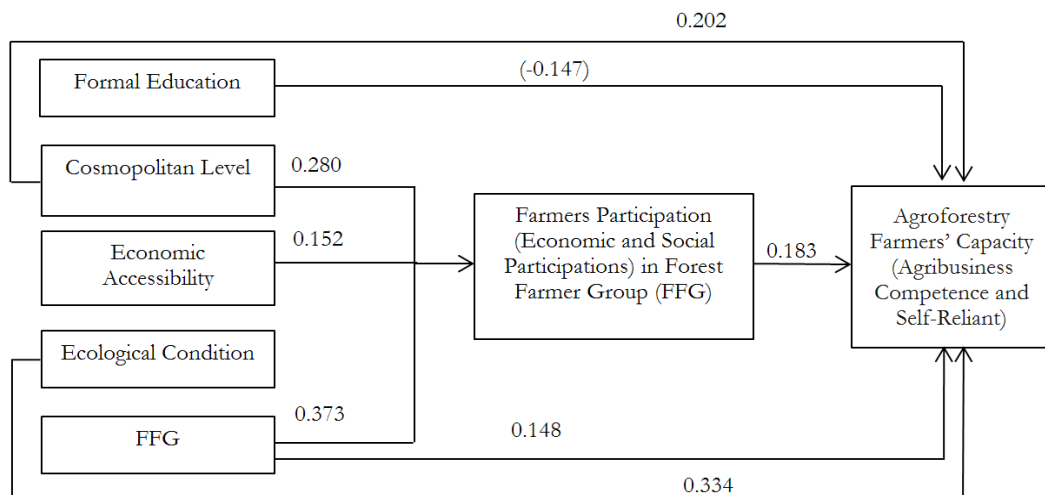 0.202
Formal Education
(-0.147)
Cosmopolitan Level
0.280
Economic
Accessibility
0.152
Farmers Participation
(Economic and Social
Participations) in Forest
Farmer Group (FFG)
0.183
Agroforestry
Farmers’ Capacity
(Agribusiness
Competence and
Self-Reliant)
Ecological Condition
FFG
0.373
0.148
0.334